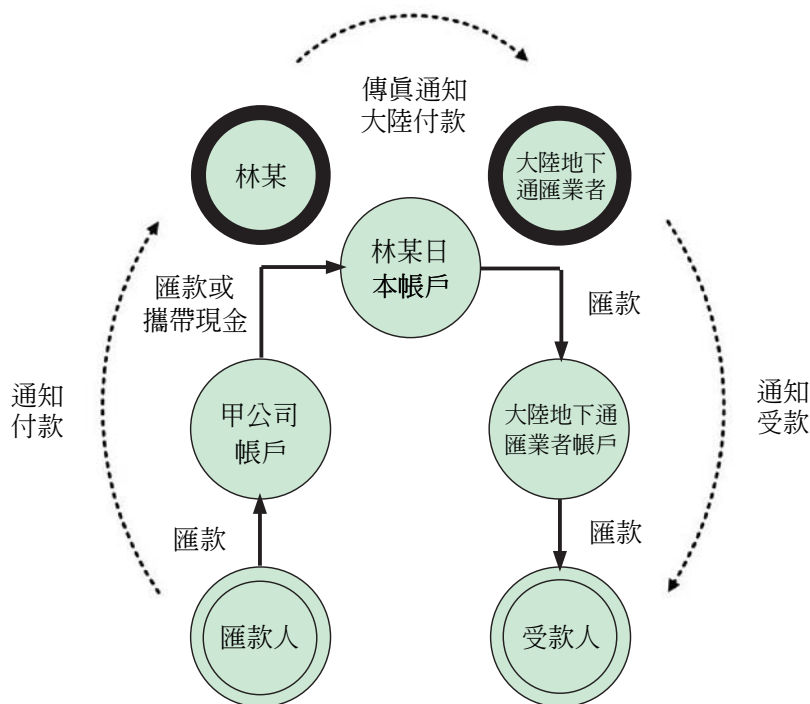 傳眞通知
大陸付款
林某
大陸地下
通匯業者
林某日
本帳戶
匯款或
攜帶現金
匯款
通知
付款
甲公司
帳戶
大陸地下通
匯業者帳戶
通知
受款
匯款
匯款
匯款人
受款人